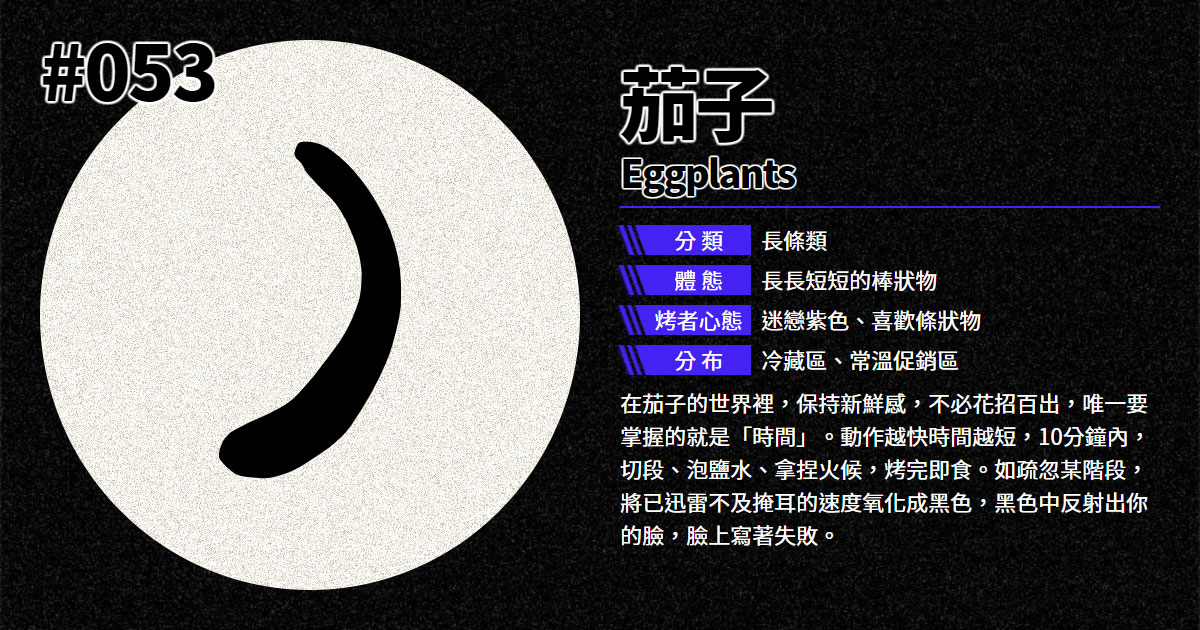 #053
茄子
Eggplants
分類 長條類
體態 長長短短的棒狀物
烤者心態 迷戀紫色、喜歡條狀物
分布 冷藏區、常溫促銷區
在茄子的世界裡，保持新鮮感，不必花招百出，唯一要
掌握的就是「時間」。動作越快時間越短，10分鐘內，
切段、泡鹽水、拿捏火候，烤完即食。如疏忽某階段，
將已迅雷不及掩耳的速度氧化成黑色，黑色中反射出你
的臉，臉上寫著失敗。